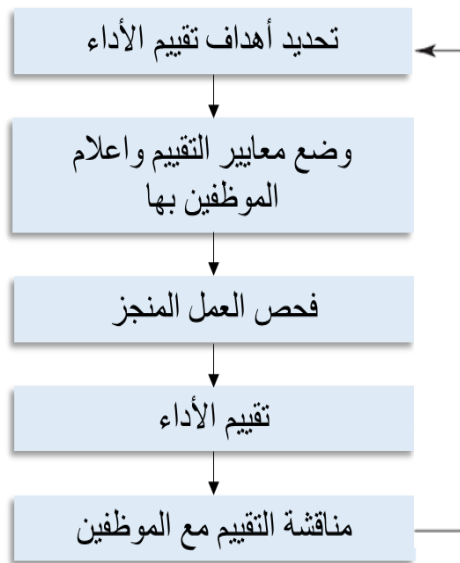 تحديد أهداف تقييم الأداء
وضع معايير التقييم واعلام
الموظفين بها
فحص العمل المنجز
تقييم الأداء
مناقشة التقييم مع الموظفين